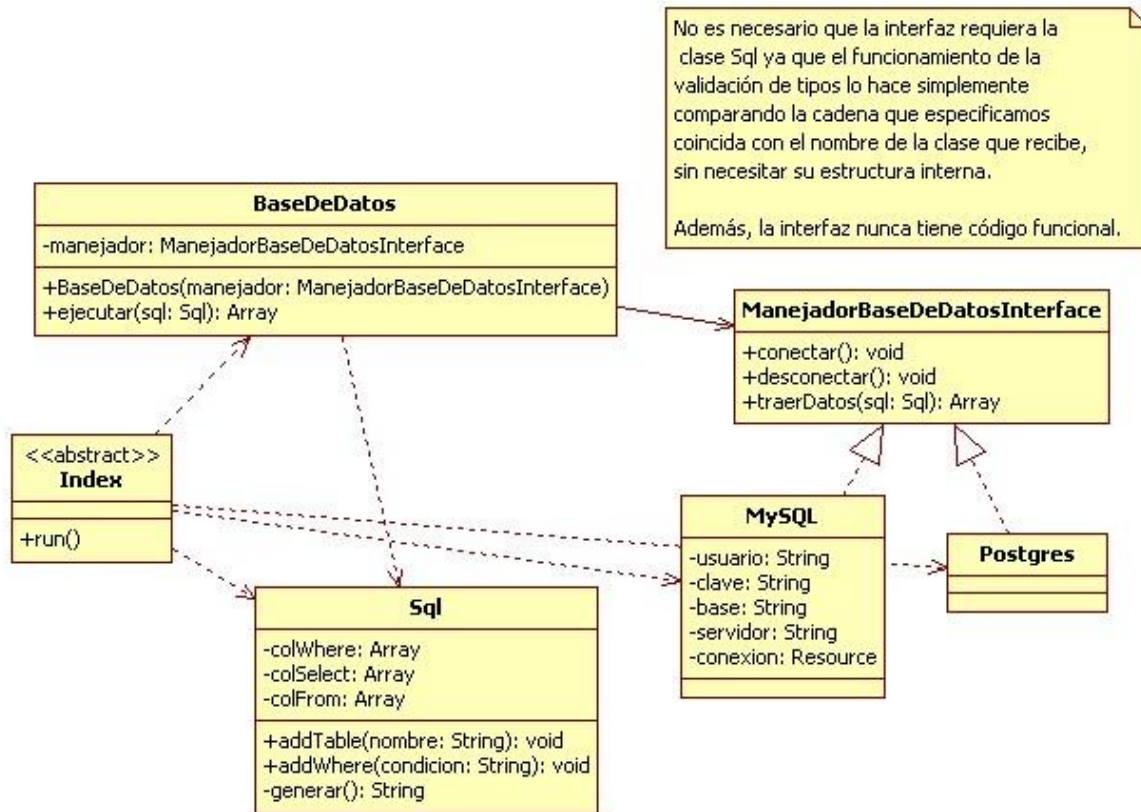 No es necesario que la interfaz requiera la
clase Sql ya que el funcionamiento de la
validación de tipos lo hace simplemente
comparando la cadena que especificamos
coincida con el nombre de la clase que recibe,
sin necesitar su estructura interna.
Además, la interfaz nunca tiene código funcional.
BaseDeDatos
-manejador: ManejadorBaseDeDatosInterface
+BaseDeDatos(manejador: ManejadorBaseDeDatosInterface)
+ejecutar(sql: Sql): Array
ManejadorBaseDeDatosInterface
+conectar(): void
+desconectar(): void
+traerDatos(sql: Sql): Array
<<abstract>>
Index
+run()
MySQL
-usuario: String
-clave: String
-base: String
-servidor: String
-conexion: Resource
Postgres
Sql
-colWhere: Array
-colSelect: Array
-colFrom: Array
+addTable(nombre: String): void
+addWhere(condicion: String): void
-generar(): String